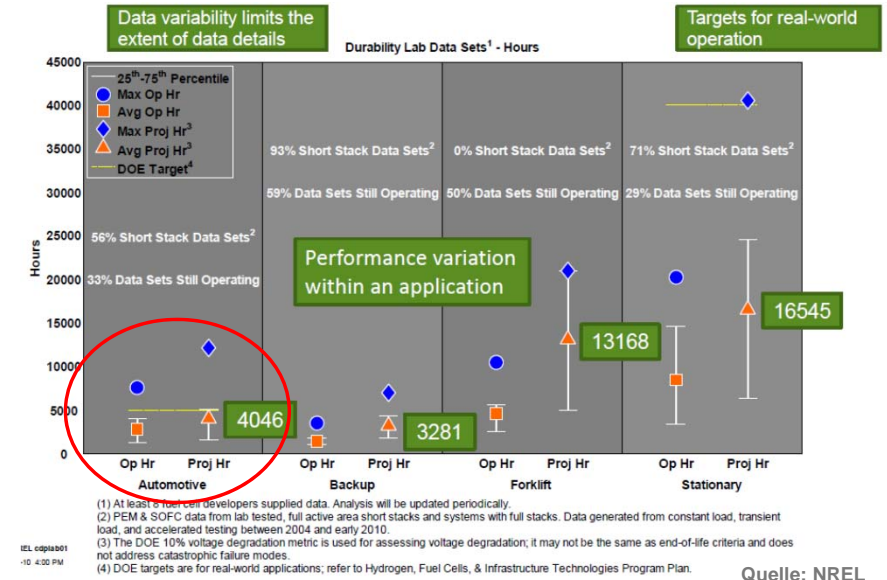 Data variability limits the
extent of data details
Targets for real-world
operation
Durability Lab Data Sets1 - Hours
45000
40000
35000
30000
25000
20000
15000
10000
5000
0
Hours
25th-75th Percentile
Max Op Hr
Avg Op Hr
Max Proj Hr3
Avg Proj Hr3
DOE Target4
56% Short Stack Data Sets2
33% Data Sets Still Operating
93% Short Stack Data Sets2
59% Data Sets Still Operating
0% Short Stack Data Sets2
50% Data Sets Still Operating
71% Short Stack Data Sets2
29% Data Sets Still Operating
Performance variation
within an application
4046
3281
13168
16545
Op Hr Proj Hr Op Hr Proj Hr Op Hr Proj Hr Op Hr Proj Hr
Automotive Backup Forklift Stationary
(1) At least 8 fuel cell developers supplied data. Analysis will be updated periodically.
(2) PEM & SOFC data from lab tested, full active area short stacks and systems with full stacks. Data generated from constant load, transient
load, and accelerated testing between 2004 and early 2010.
(3) The DOE 10% voltage degradation metric is used for assessing voltage degradation; it may not be the same as end-of-life criteria and does
not address catastrophic failure modes.
(4) DOE targets are for real-world applications; refer to Hydrogen, Fuel Cells, & Infrastructure Technologies Program Plan.
IEL cdplab01
-10 4:00 PM
Quelle: NREL